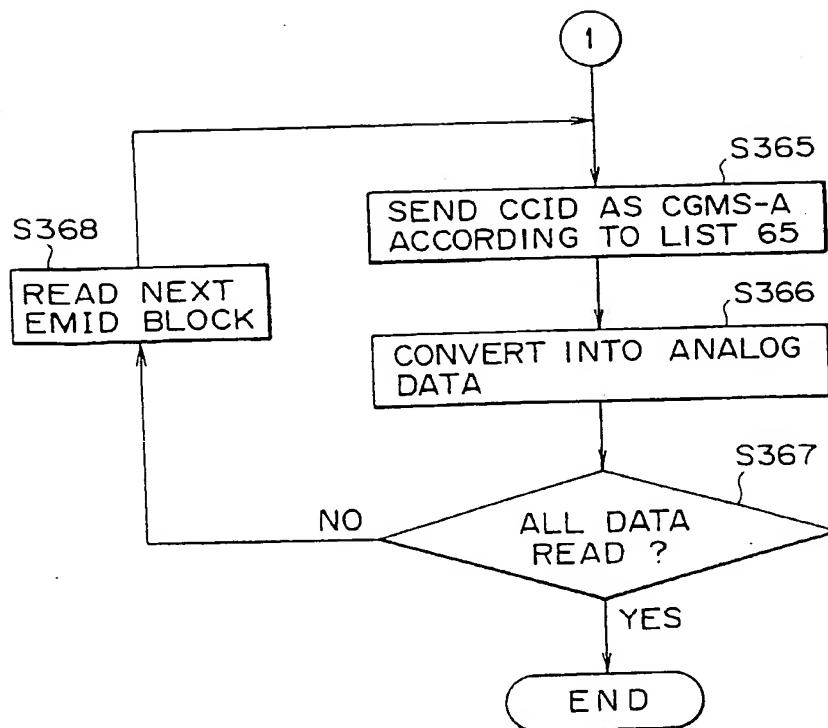 1
S365
SEND CCID AS CGMS-A
ACCORDING TO LIST 65
S368
READ NEXT
EMID BLOCK
S366
CONVERT INTO ANALOG
DATA
S367
NO
ALL DATA
READ ?
YES
END